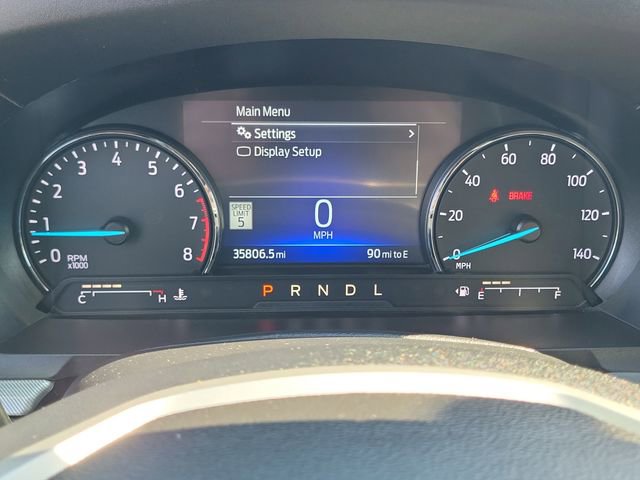 Main Menu
Settings
Display Setup
SPEED
LIMIT
5
0
MPH
35806.5 mi
90 mi to E
0 1 2 3 4 5 6 7 8
RPM
x1000
0 20 40 60 80 100 120 140
MPH
BRAKE
C H
P R N D L
E F